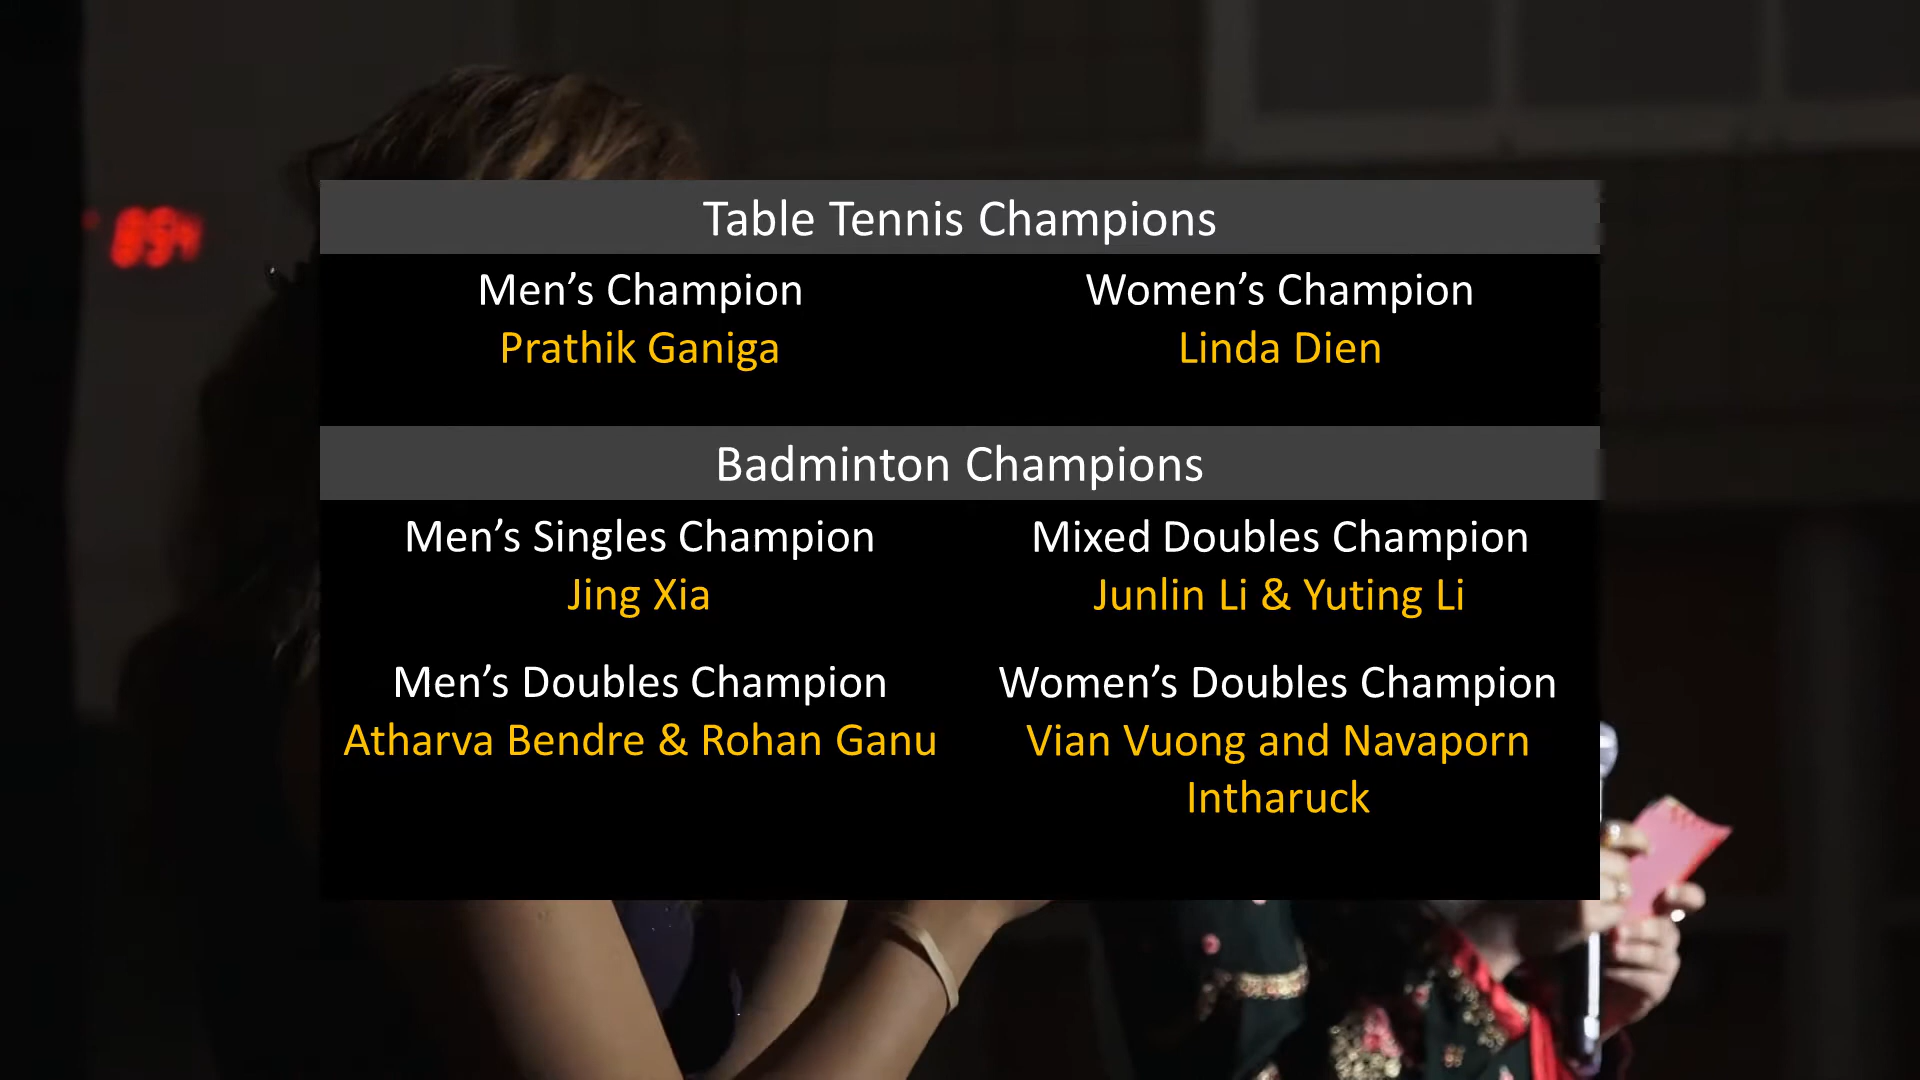 Table Tennis Champions
Men’s Champion
Prathik Ganiga
Women’s Champion
Linda Dien
Badminton Champions
Men’s Singles Champion
Jing Xia
Mixed Doubles Champion
Junlin Li & Yuting Li
Men’s Doubles Champion
Atharva Bendre & Rohan Ganu
Women’s Doubles Champion
Vian Vuong and Navaporn
Intharuck